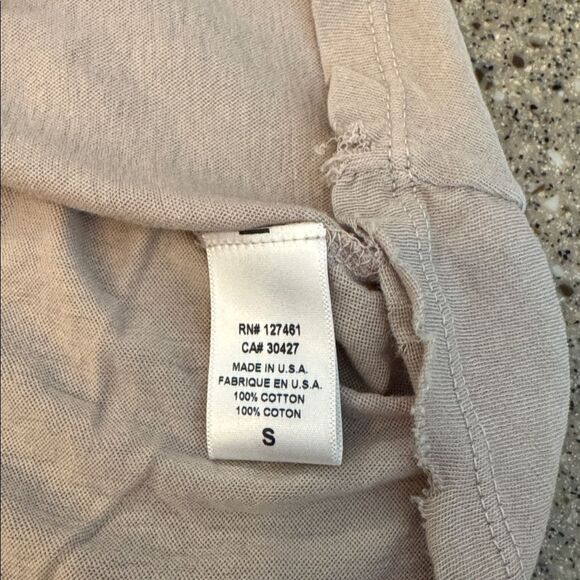 RN# 127461
CA# 30427
MADE IN U.S.A.
FABRIQUE EN U.S.A.
100% COTTON
100% COTON
S